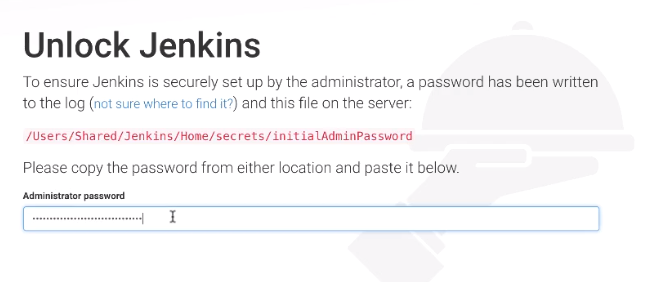 Unlock Jenkins
To ensure Jenkins is securely set up by the administrator, a password has been written
to the log (not sure where to find it?) and this file on the server:
/Users/Shared/Jenkins/Home/secrets/initialAdminPassword
Please copy the password from either location and paste it below.
Administrator password